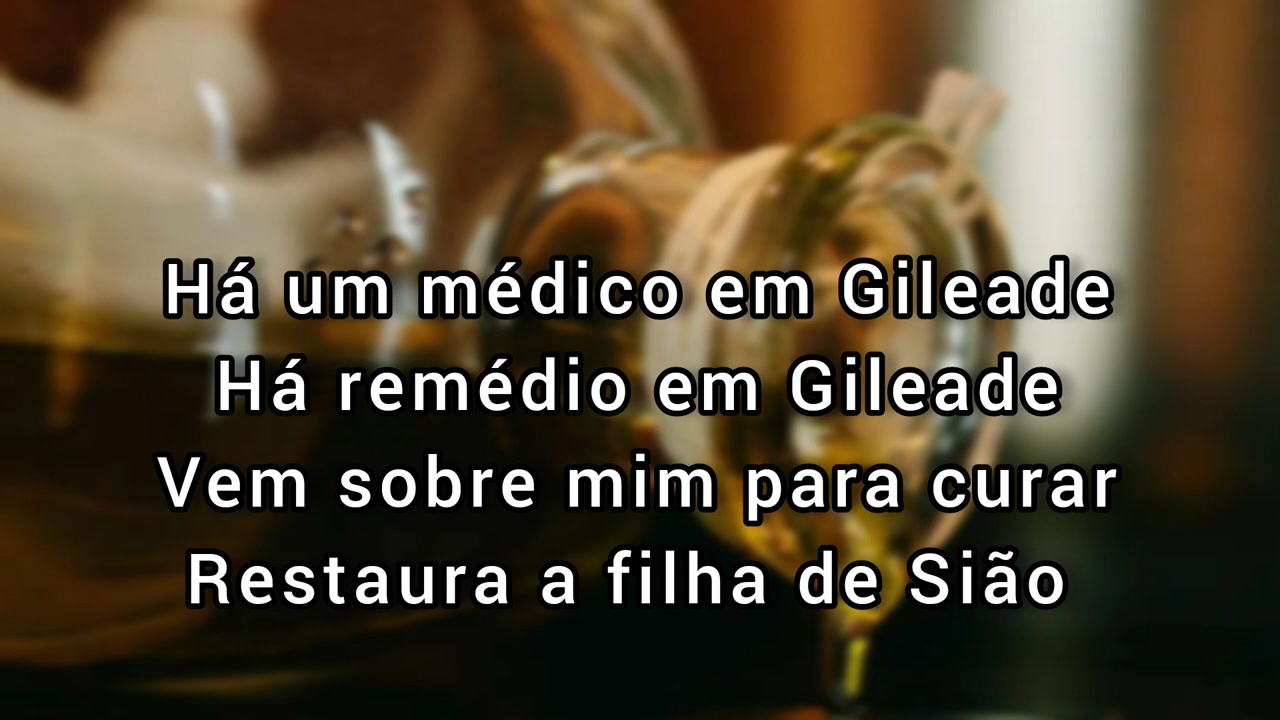 Há um médico em Gileade
Há remédio em Gileade
Vem sobre mim para curar
Restaura a filha de Sião